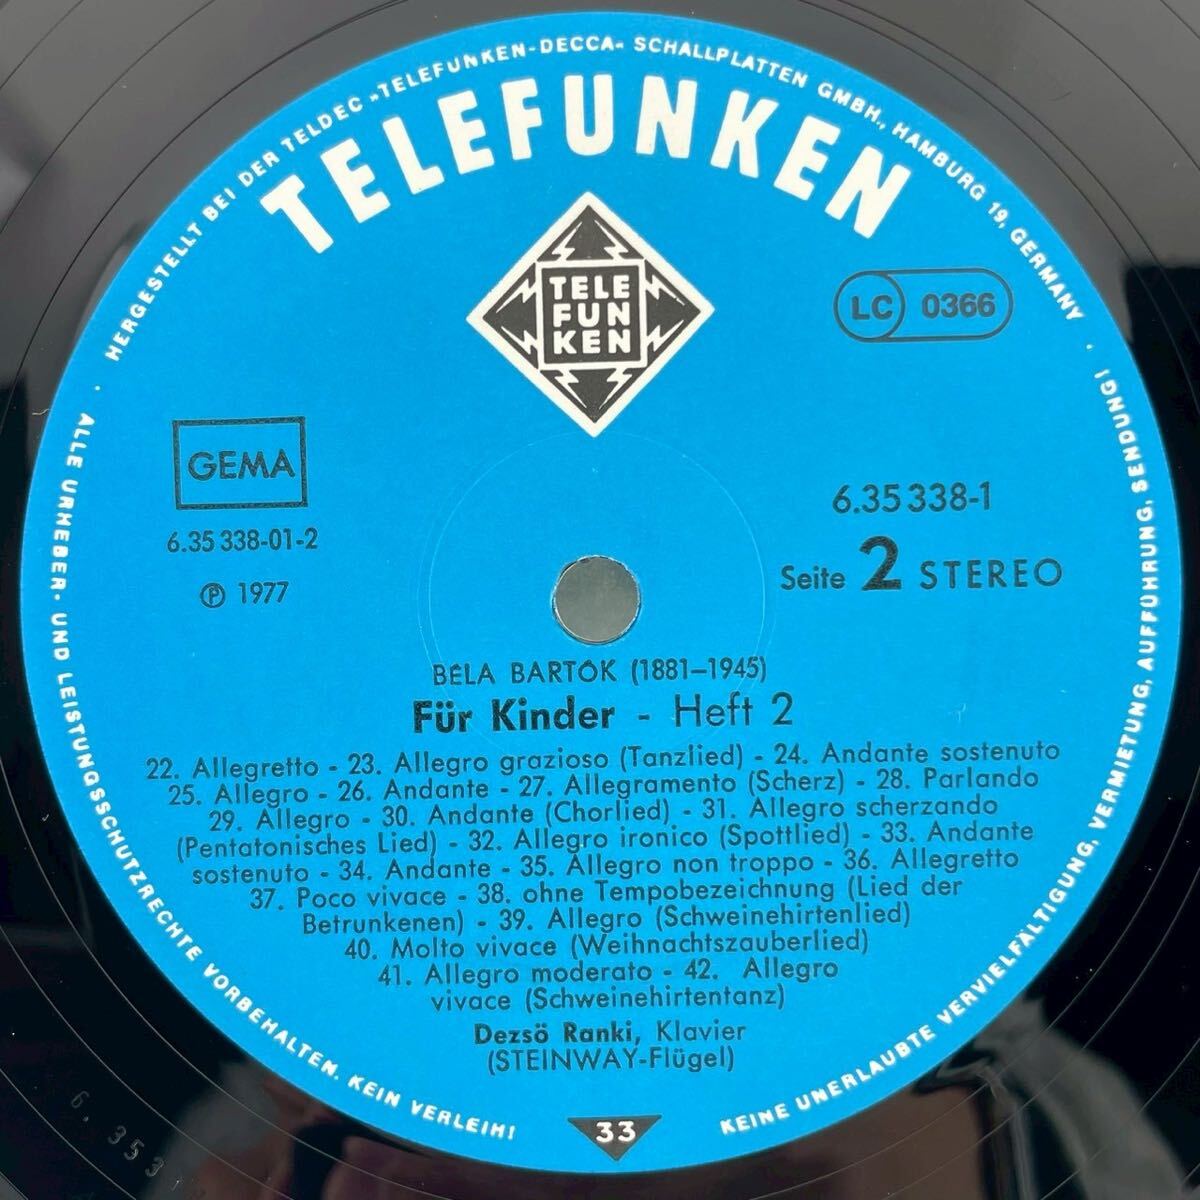 HERGESTELLT BEI DER TELDEC »TELEFUNKEN-DECCA« SCHALLPLATTEN GMBH., HAMBURG 19, GERMANY
TELEFUNKEN
TELE
FUN
KEN
LC 0366
GEMA
6.35 338-01-2
℗ 1977
6.35 338-1
Seite 2 STEREO
BÉLA BARTÓK (1881–1945)
Für Kinder - Heft 2
22. Allegretto - 23. Allegro grazioso (Tanzlied) - 24. Andante sostenuto
25. Allegro - 26. Andante - 27. Allegramento (Scherz) - 28. Parlando
29. Allegro - 30. Andante (Chorlied) - 31. Allegro scherzando
(Pentatonisches Lied) - 32. Allegro ironico (Spottlied) - 33. Andante
sostenuto - 34. Andante - 35. Allegro non troppo - 36. Allegretto
37. Poco vivace - 38. ohne Tempobezeichnung (Lied der
Betrunkenen) - 39. Allegro (Schweinehirtenlied)
40. Molto vivace (Weihnachtszauberlied)
41. Allegro moderato - 42. Allegro
vivace (Schweinehirtentanz)
Dezsö Ranki, Klavier
(STEINWAY-Flügel)
33
ALLE URHEBER- UND LEISTUNGSSCHUTZRECHTE VORBEHALTEN. KEIN VERLEIH!
KEINE UNERLAUBTE VERVIELFÄLTIGUNG, VERMIETUNG, AUFFÜHRUNG, SENDUNG!
6. 353